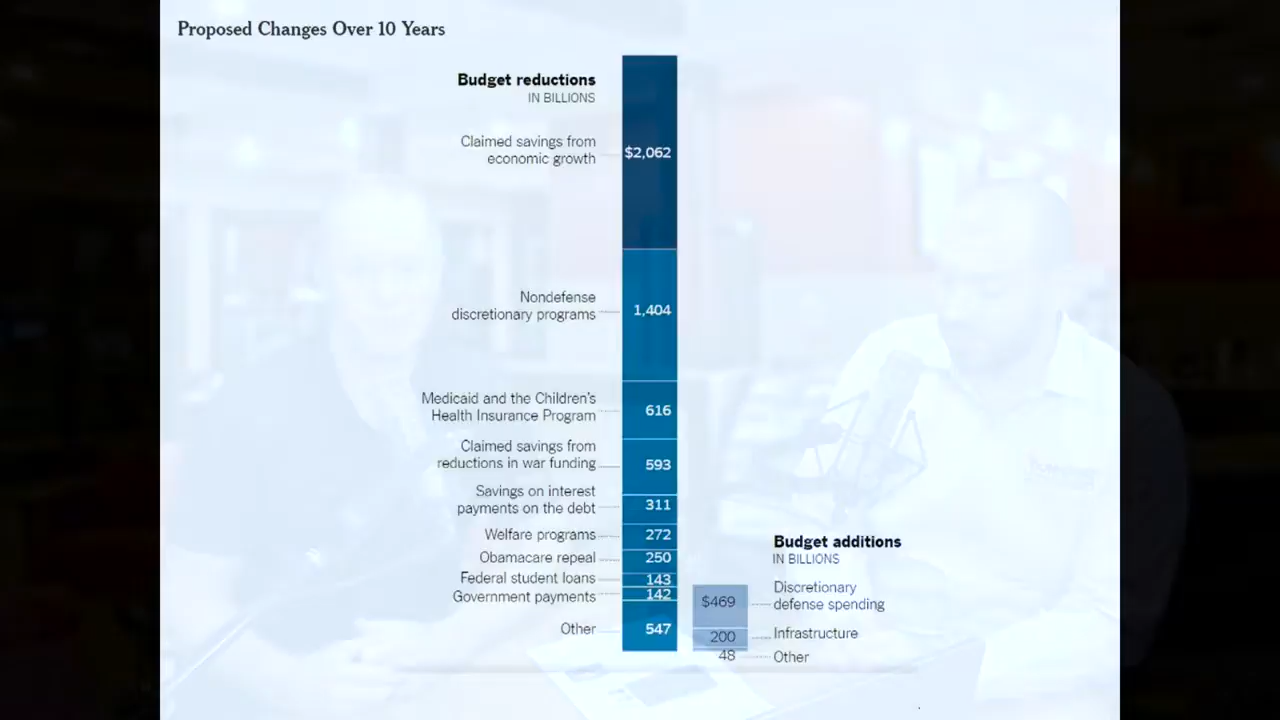 Proposed Changes Over 10 Years
Budget reductions
IN BILLIONS
Claimed savings from
economic growth
$2,062
Nondefense
discretionary programs
1,404
Medicaid and the Children's
Health Insurance Program
616
Claimed savings from
reductions in war funding
593
Savings on interest
payments on the debt
311
Welfare programs
272
Obamacare repeal
250
Federal student loans
143
Government payments
142
Other
547
Budget additions
IN BILLIONS
$469
Discretionary
defense spending
200
Infrastructure
48
Other